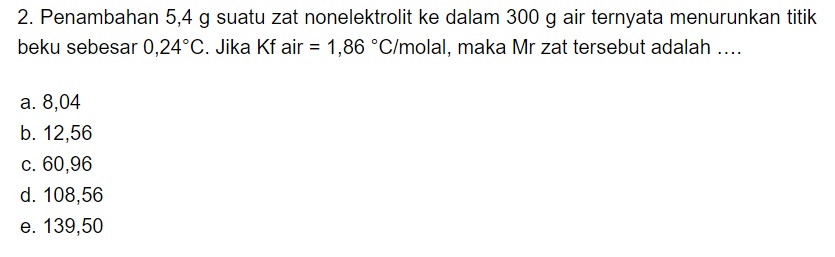 2. Penambahan 5,4 g suatu zat nonelektrolit ke dalam 300 g air ternyata menurunkan titik
beku sebesar 0,24°C. Jika Kf air = 1,86 °C/molal, maka Mr zat tersebut adalah ....
a. 8,04
b. 12,56
c. 60,96
d. 108,56
e. 139,50